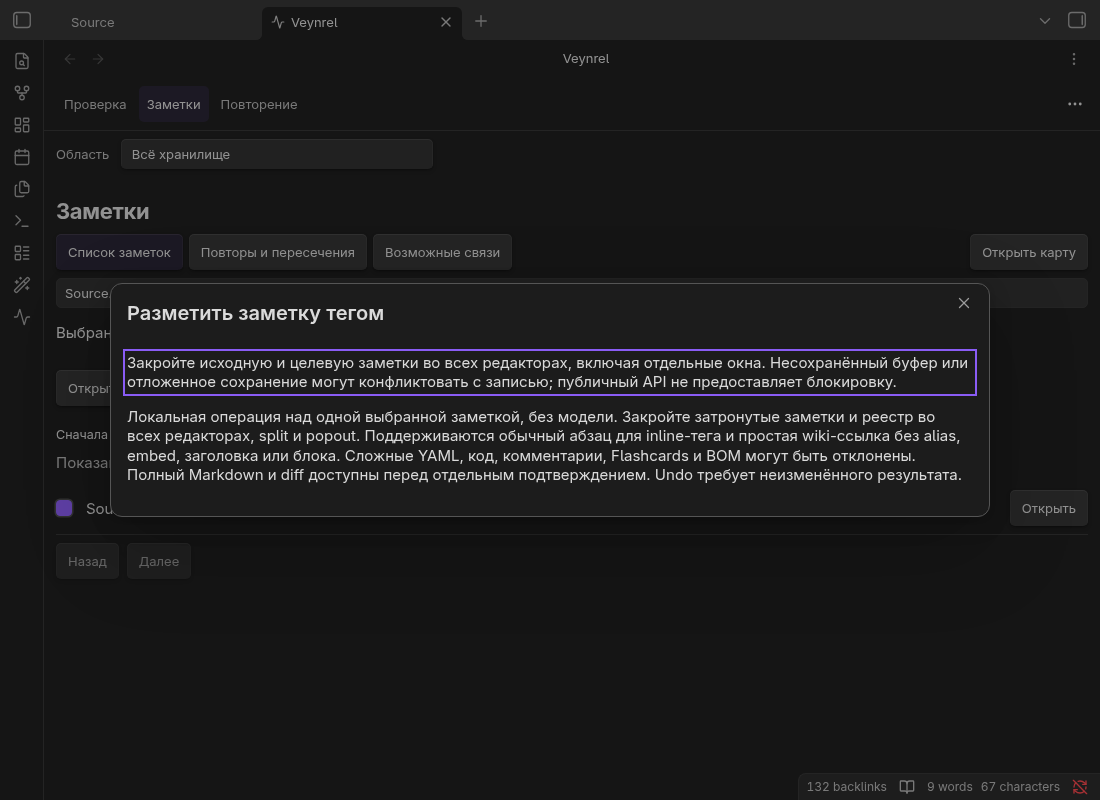 Source
Veynrel
Veynrel
Проверка
Заметки
Повторение
Область
Всё хранилище
Заметки
Список заметок
Повторы и пересечения
Возможные связи
Открыть карту
Source.
Разметить заметку тегом
Выбран
Закройте исходную и целевую заметки во всех редакторах, включая отдельные окна. Несохранённый буфер или
отложенное сохранение могут конфликтовать с записью; публичный API не предоставляет блокировку.
Откры
Локальная операция над одной выбранной заметкой, без модели. Закройте затронутые заметки и реестр во
всех редакторах, split и popout. Поддерживаются обычный абзац для inline-тега и простая wiki-ссылка без alias,
embed, заголовка или блока. Сложные YAML, код, комментарии, Flashcards и BOM могут быть отклонены.
Полный Markdown и diff доступны перед отдельным подтверждением. Undo требует неизменённого результата.
Сначала
Показа
Sou
Открыть
Назад
Далее
132 backlinks
9 words
67 characters